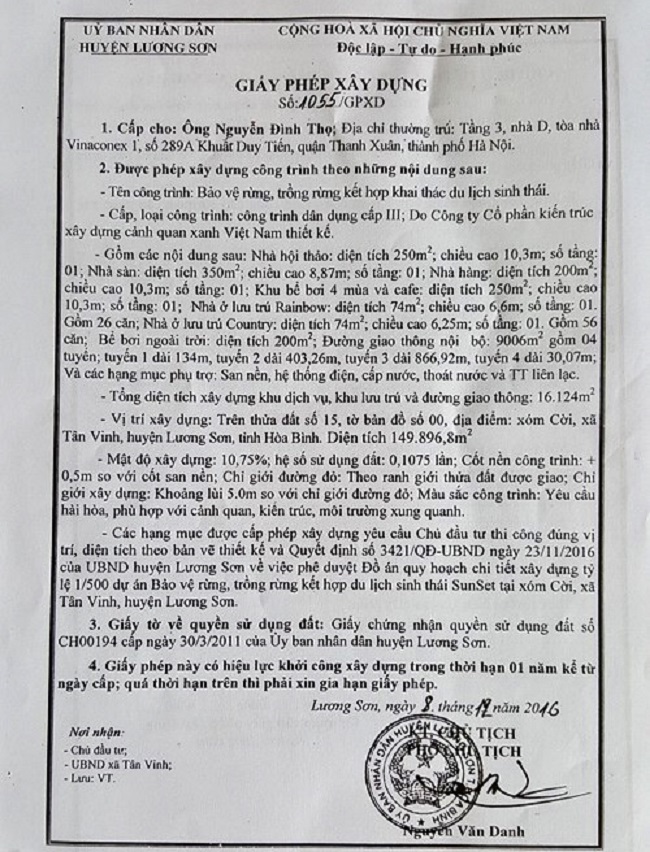 UỶ BAN NHÂN DÂN
HUYỆN LƯƠNG SƠN
CỘNG HOÀ XÃ HỘI CHỦ NGHĨA VIỆT NAM
Độc lập - Tự do - Hạnh phúc
GIẤY PHÉP XÂY DỰNG
Số: 1055/GPXD
1. Cấp cho: Ông Nguyễn Đình Thọ; Địa chỉ thường trú: Tầng 3, nhà D, tòa nhà
Vinaconex 1, số 289A Khuất Duy Tiến, quận Thanh Xuân, thành phố Hà Nội.
2. Được phép xây dựng công trình theo những nội dung sau:
- Tên công trình: Bảo vệ rừng, trồng rừng kết hợp khai thác du lịch sinh thái.
- Cấp, loại công trình: công trình dân dụng cấp III; Do Công ty Cổ phần kiến trúc
xây dựng cảnh quan xanh Việt Nam thiết kế.
- Gồm các nội dung sau: Nhà hội thảo: diện tích 250m²; chiều cao 10,3m; số tầng:
01; Nhà sàn: diện tích 350m²; chiều cao 8,87m; số tầng: 01; Nhà hàng: diện tích 200m²;
chiều cao 10,3m; số tầng: 01; Khu bể bơi 4 mùa và cafe: diện tích 250m²; chiều cao
10,3m; số tầng: 01; Nhà ở lưu trú Rainbow: diện tích 74m²; chiều cao 6,6m; số tầng: 01.
Gồm 26 căn; Nhà ở lưu trú Country: diện tích 74m²; chiều cao 6,25m; số tầng: 01. Gồm 56
căn; Bể bơi ngoài trời: diện tích 200m²; Đường giao thông nội bộ: 9006m² gồm 04
tuyến; tuyến 1 dài 134m, tuyến 2 dài 403,26m, tuyến 3 dài 866,92m, tuyến 4 dài 30,07m;
Và các hạng mục phụ trợ: San nền, hệ thống điện, cấp nước, thoát nước và TT liên lạc.
- Tổng diện tích xây dựng khu dịch vụ, khu lưu trú và đường giao thông: 16.124m²
- Vị trí xây dựng: Trên thửa đất số 15, tờ bản đồ số 00, địa điểm: xóm Cời, xã
Tân Vinh, huyện Lương Sơn, tỉnh Hòa Bình. Diện tích 149.896,8m²
- Mật độ xây dựng: 10,75%; hệ số sử dụng đất: 0,1075 lần; Cốt nền công trình: +
0,5m so với cốt san nền; Chỉ giới đường đỏ: Theo ranh giới thửa đất được giao; Chỉ
giới xây dựng: Khoảng lùi 5.0m so với chỉ giới đường đỏ; Màu sắc công trình: Yêu cầu
hài hòa, phù hợp với cảnh quan, kiến trúc, môi trường xung quanh.
- Các hạng mục được cấp phép xây dựng yêu cầu Chủ đầu tư thi công đúng vị
trí, diện tích theo bản vẽ thiết kế và Quyết định số 3421/QĐ-UBND ngày 23/11/2016
của UBND huyện Lương Sơn về việc phê duyệt Đồ án quy hoạch chi tiết xây dựng tỷ
lệ 1/500 dự án Bảo vệ rừng, trồng rừng kết hợp du lịch sinh thái SunSet tại xóm Cời, xã
Tân Vinh, huyện Lương Sơn.
3. Giấy tờ về quyền sử dụng đất: Giấy chứng nhận quyền sử dụng đất số
CH00194 cấp ngày 30/3/2011 của Ủy ban nhân dân huyện Lương Sơn.
4. Giấy phép này có hiệu lực khởi công xây dựng trong thời hạn 01 năm kể từ
ngày cấp; quá thời hạn trên thì phải xin gia hạn giấy phép.
Lương Sơn, ngày 8. tháng 12 năm 2016
Nơi nhận:
- Chủ đầu tư;
- UBND xã Tân Vinh;
- Lưu: VT.
KT. CHỦ TỊCH
PHÓ CHỦ TỊCH
Nguyễn Văn Danh